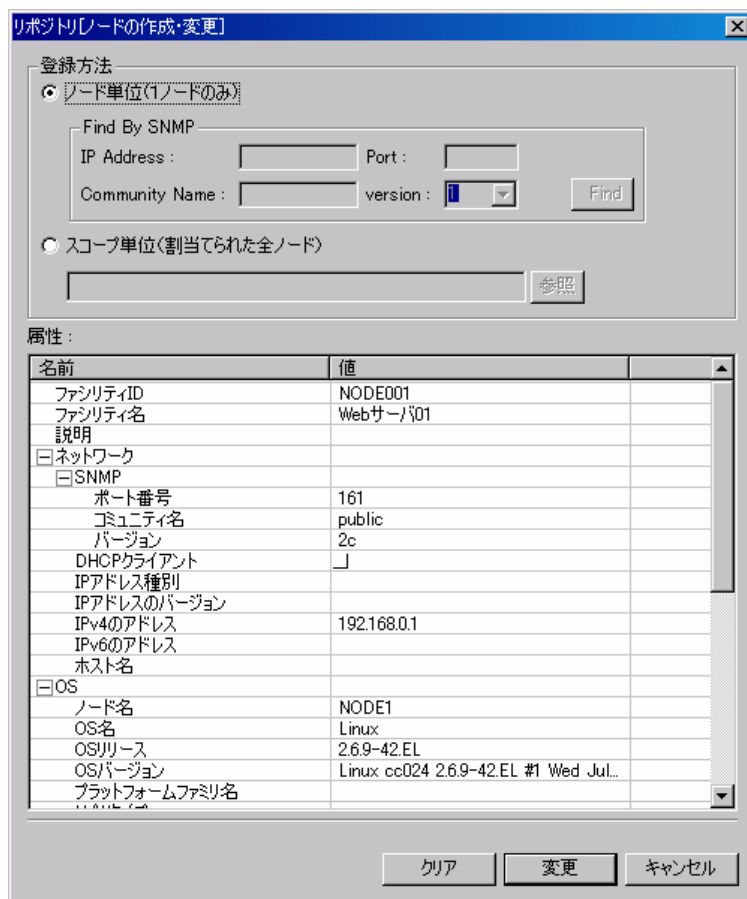 リポジトリ[ノードの作成・変更]
登録方法
ノード単位(1ノードのみ)
Find By SNMP
IP Address : Port :
Community Name : version : 1 Find
スコープ単位(割当てられた全ノード)
参照
属性 :
名前 値
ファシリティID NODE001
ファシリティ名 Webサーバ01
説明
ネットワーク
SNMP
ポート番号 161
コミュニティ名 public
バージョン 2c
DHCPクライアント
IPアドレス種別
IPアドレスのバージョン
IPv4のアドレス 192.168.0.1
IPv6のアドレス
ホスト名
OS
ノード名 NODE1
OS名 Linux
OSリリース 2.6.9-42.EL
OSバージョン Linux cc024 2.6.9-42.EL #1 Wed Jul...
プラットフォームファミリ名
クリア 変更 キャンセル